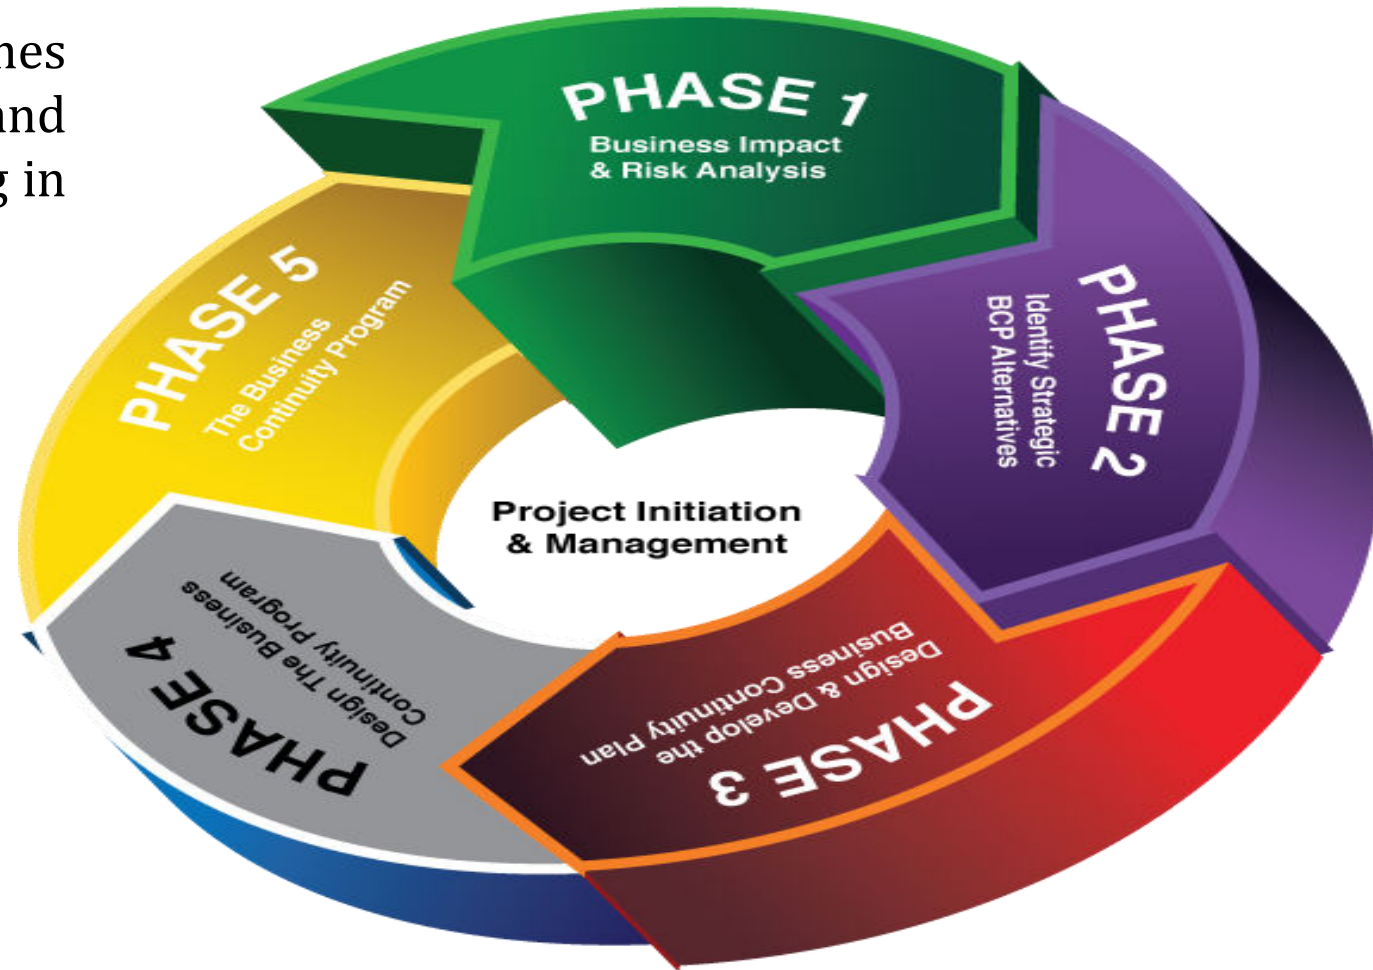 nes
and
g in
PHASE 1
Business Impact
& Risk Analysis
PHASE 2
Identify Strategic
BCP Alternatives
PHASE 3
Design & Develop the
Business Continuity Plan
PHASE 4
Design The Business
Continuity Program
PHASE 5
The Business
Continuity Program
Project Initiation
& Management